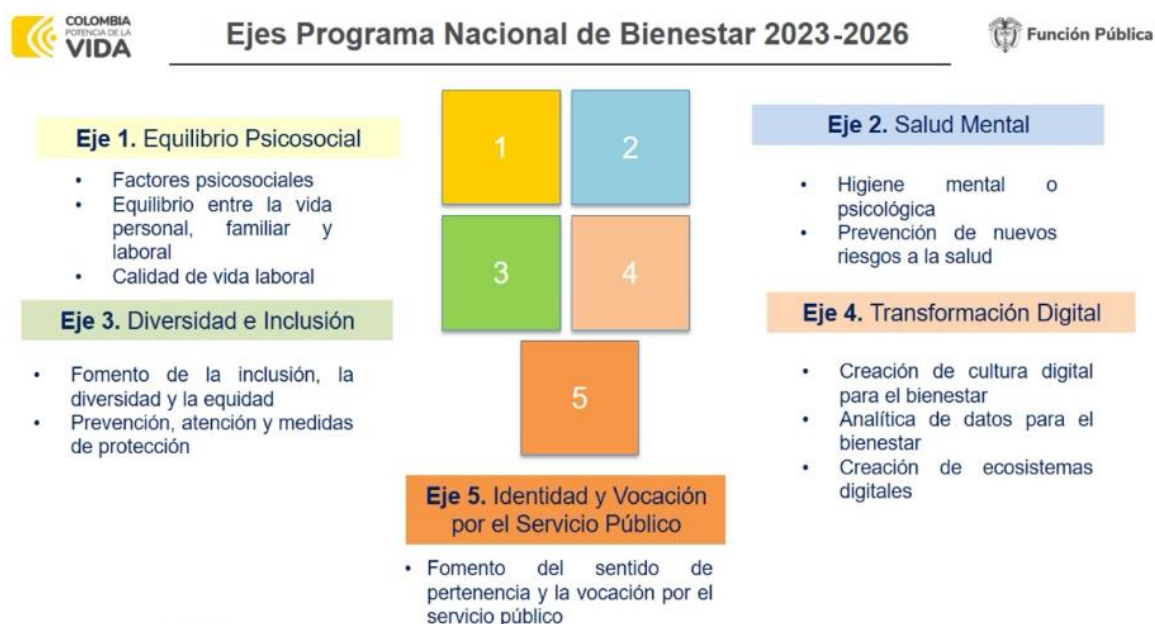 COLOMBIA
POTENCIA DE LA
VIDA
Ejes Programa Nacional de Bienestar 2023-2026
Función Pública
Eje 1. Equilibrio Psicosocial
• Factores psicosociales
• Equilibrio entre la vida
personal, familiar y
laboral
• Calidad de vida laboral
1
2
Eje 2. Salud Mental
• Higiene mental o
psicológica
• Prevención de nuevos
riesgos a la salud
Eje 3. Diversidad e Inclusión
• Fomento de la inclusión, la
diversidad y la equidad
• Prevención, atención y medidas
de protección
3
4
Eje 4. Transformación Digital
• Creación de cultura digital
para el bienestar
• Analítica de datos para el
bienestar
• Creación de ecosistemas
digitales
5
Eje 5. Identidad y Vocación
por el Servicio Público
• Fomento del sentido de
pertenencia y la vocación por el
servicio público